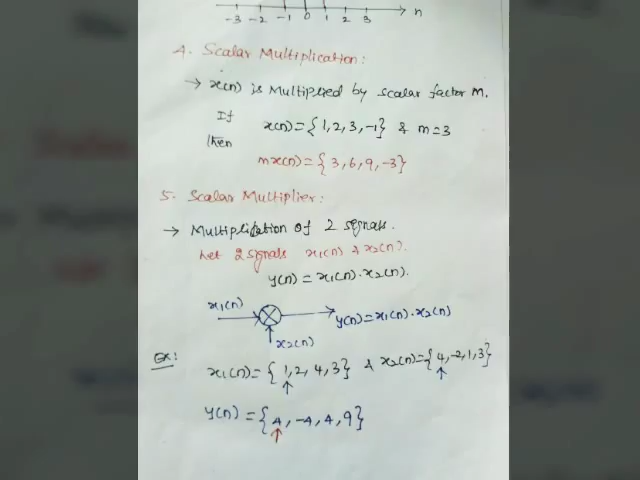 -3 -2 -1 0 1 2 3 n
4. Scalar Multiplication:
→ x(n) is Multiplied by scalar factor m.
If
x(n) = {1, 2, 3, -1} & m = 3
then
mx(n) = {3, 6, 9, -3}
5. Scalar Multiplier:
→ Multiplication of 2 signals.
Let 2 signals x1(n) & x2(n).
y(n) = x1(n) . x2(n).
x1(n)
y(n) = x1(n) . x2(n)
x2(n)
Ex:
x1(n) = {1, 2, 4, 3} & x2(n) = {4, -2, 1, 3}
↑ ↑
y(n) = {4, -4, 4, 9}
↑